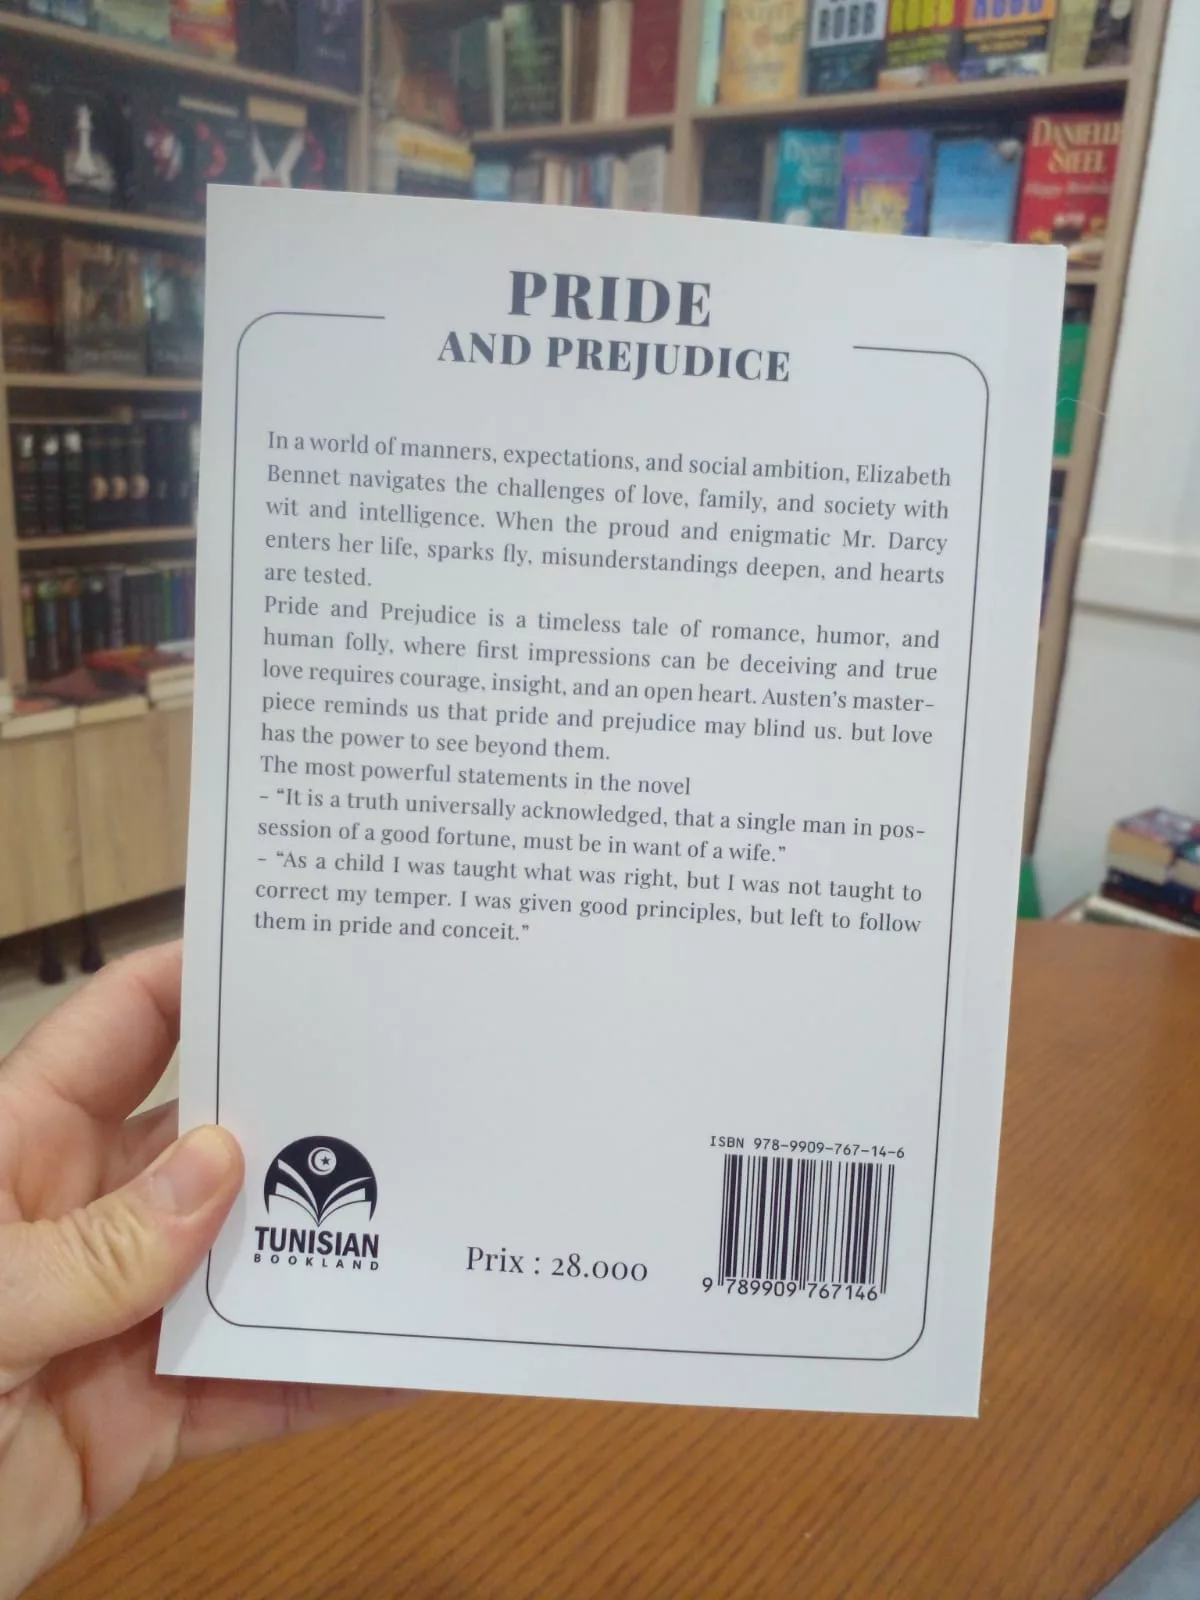 ROBB
DANIELLE
STEEL
PRIDE
AND PREJUDICE
In a world of manners, expectations, and social ambition, Elizabeth
Bennet navigates the challenges of love, family, and society with
wit and intelligence. When the proud and enigmatic Mr. Darcy
enters her life, sparks fly, misunderstandings deepen, and hearts
are tested.
Pride and Prejudice is a timeless tale of romance, humor, and
human folly, where first impressions can be deceiving and true
love requires courage, insight, and an open heart. Austen's master-
piece reminds us that pride and prejudice may blind us. but love
has the power to see beyond them.
The most powerful statements in the novel
- “It is a truth universally acknowledged, that a single man in pos-
session of a good fortune, must be in want of a wife.”
- “As a child I was taught what was right, but I was not taught to
correct my temper. I was given good principles, but left to follow
them in pride and conceit.”
ISBN 978-9909-767-14-6
9 789909 767146
TUNISIAN
BOOKLAND
Prix : 28.000